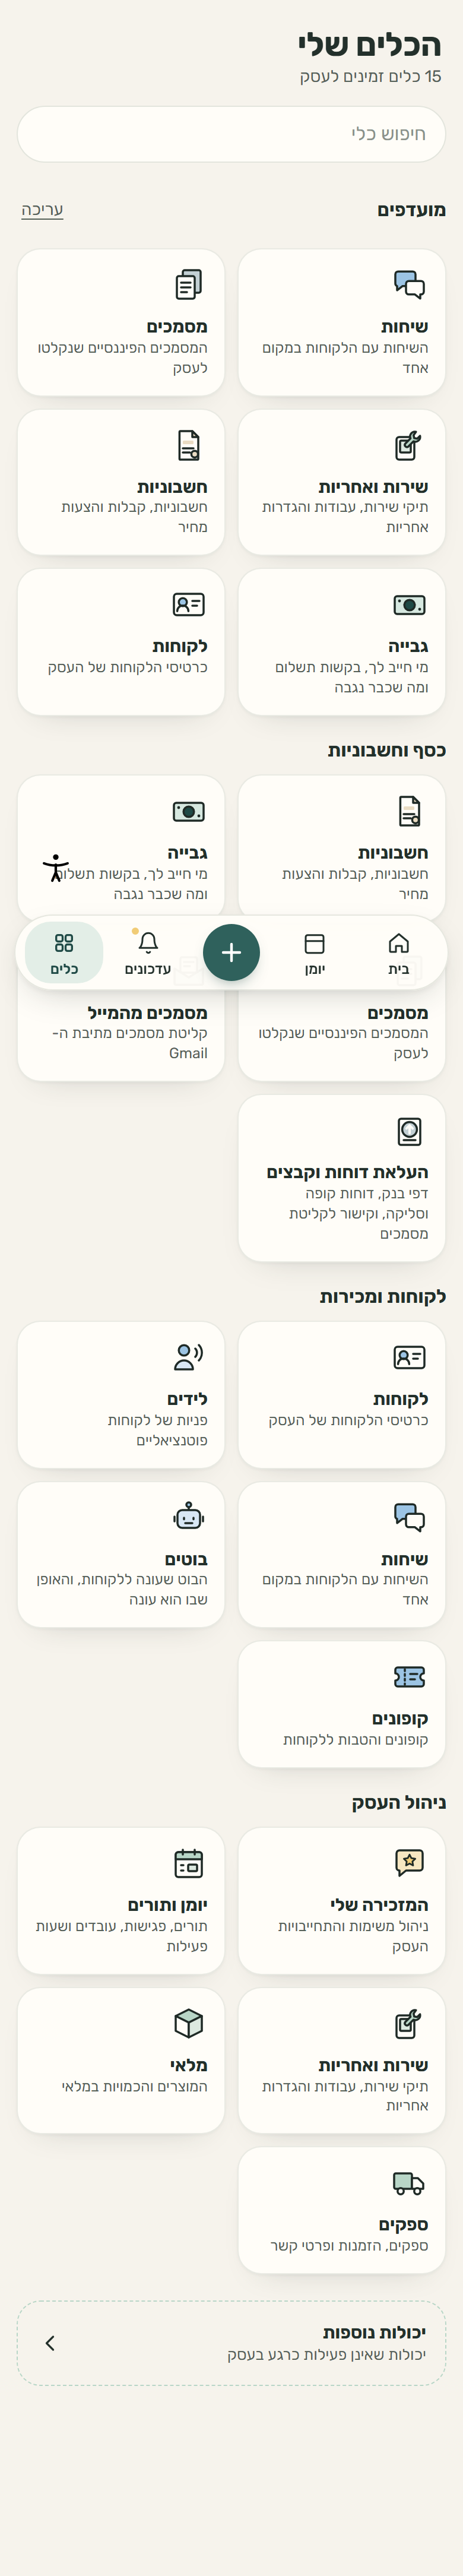 הכלים שלי
15 כלים זמינים לעסק
חיפוש כלי
מועדפים
עריכה
שיחות
השיחות עם הלקוחות במקום
אחד
מסמכים
המסמכים הפיננסיים שנקלטו
לעסק
שירות ואחריות
תיקי שירות, עבודות והגדרות
אחריות
חשבוניות
חשבוניות, קבלות והצעות
מחיר
גבייה
מי חייב לך, בקשות תשלום
ומה שכבר נגבה
לקוחות
כרטיסי הלקוחות של העסק
כסף וחשבוניות
חשבוניות
חשבוניות, קבלות והצעות
מחיר
גבייה
מי חייב לך, בקשות תשלום
ומה שכבר נגבה
בית
יומן
עדכונים
כלים
מסמכים
המסמכים הפיננסיים שנקלטו
לעסק
מסמכים מהמייל
קליטת מסמכים מתיבת ה-
Gmail
העלאת דוחות וקבצים
דפי בנק, דוחות קופה
וסליקה, וקישור לקליטת
מסמכים
לקוחות ומכירות
לקוחות
כרטיסי הלקוחות של העסק
לידים
פניות של לקוחות
פוטנציאליים
שיחות
השיחות עם הלקוחות במקום
אחד
בוטים
הבוט שעונה ללקוחות, והאופן
שבו הוא עונה
קופונים
קופונים והטבות ללקוחות
ניהול העסק
המזכירה שלי
ניהול משימות והתחייבויות
העסק
יומן ותורים
תורים, פגישות, עובדים ושעות
פעילות
שירות ואחריות
תיקי שירות, עבודות והגדרות
אחריות
מלאי
המוצרים והכמויות במלאי
ספקים
ספקים, הזמנות ופרטי קשר
יכולות נוספות
יכולות שאינן פעילות כרגע בעסק